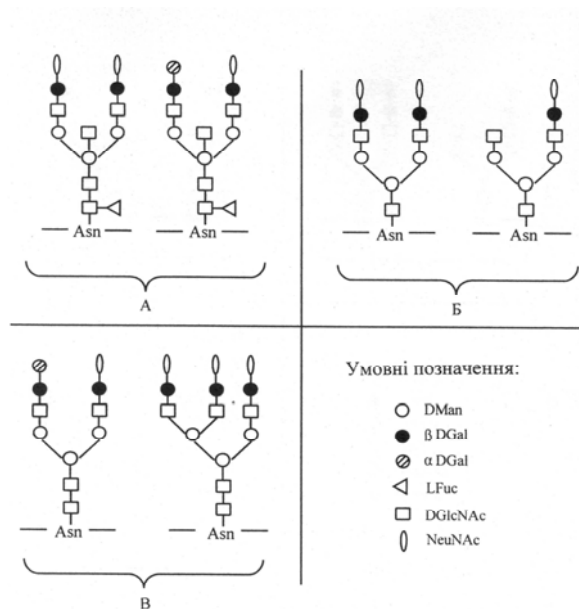 Asn
Asn
А
Asn
Asn
Б
Asn
Asn
В
Умовні позначення:
DMan
β DGal
α DGal
LFuc
DGlcNAc
NeuNAc